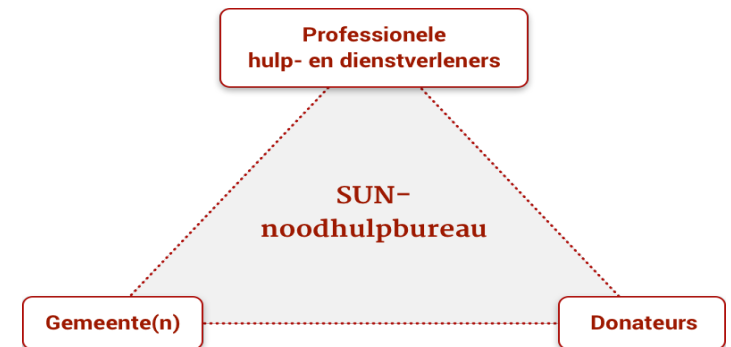 Professionele
hulp- en dienstverleners
SUN–
noodhulpbureau
Gemeente(n)
Donateurs